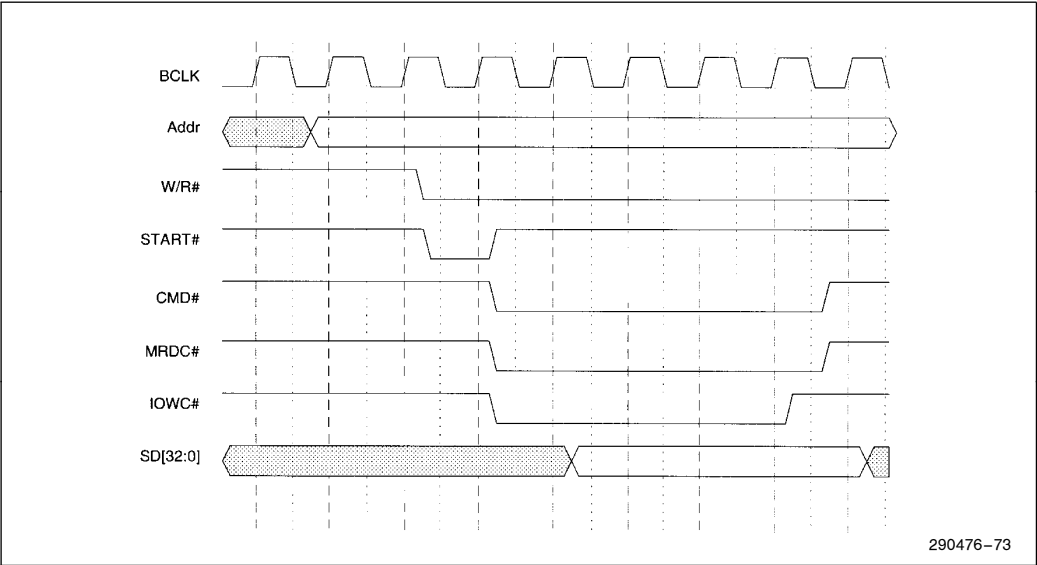 BCLK
Addr
W/R#
START#
CMD#
MRDC#
IOWC#
SD[32:0]
290476–73